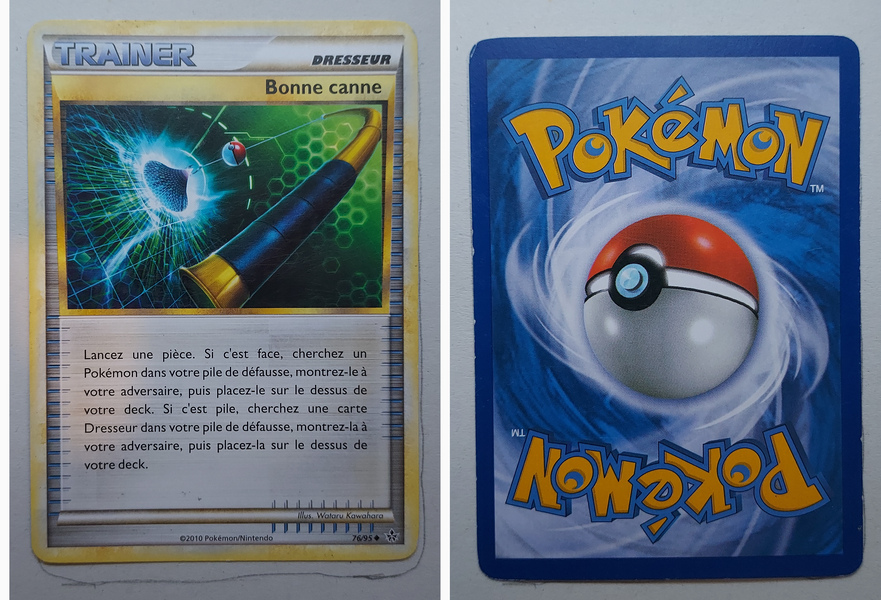 TRAINER
DRESSEUR
Bonne canne
Lancez une pièce. Si c'est face, cherchez un
Pokémon dans votre pile de défausse, montrez-le à
votre adversaire, puis placez-le sur le dessus de
votre deck. Si c'est pile, cherchez une carte
Dresseur dans votre pile de défausse, montrez-la à
votre adversaire, puis placez-la sur le dessus de
votre deck.
Illus. Wataru Kawahara
©2010 Pokémon/Nintendo
76/95
POKéMON
TM
TM
POKéMON